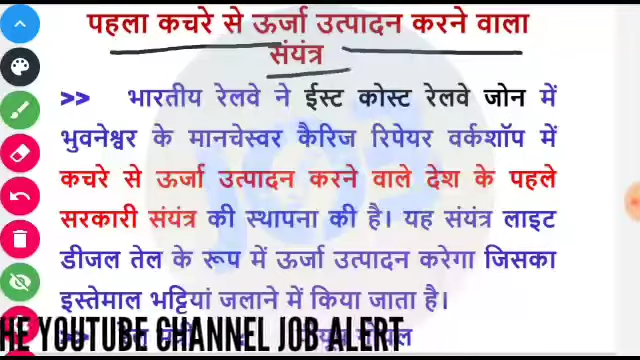 पहला कचरे से ऊर्जा उत्पादन करने वाला
संयंत्र
>> भारतीय रेलवे ने ईस्ट कोस्ट रेलवे जोन में
भुवनेश्वर के मानचेस्वर कैरिज रिपेयर वर्कशॉप में
कचरे से ऊर्जा उत्पादन करने वाले देश के पहले
सरकारी संयंत्र की स्थापना की है। यह संयंत्र लाइट
डीजल तेल के रूप में ऊर्जा उत्पादन करेगा जिसका
इस्तेमाल भट्टियां जलाने में किया जाता है।
HE YOUTUBE CHANNEL JOB ALERT